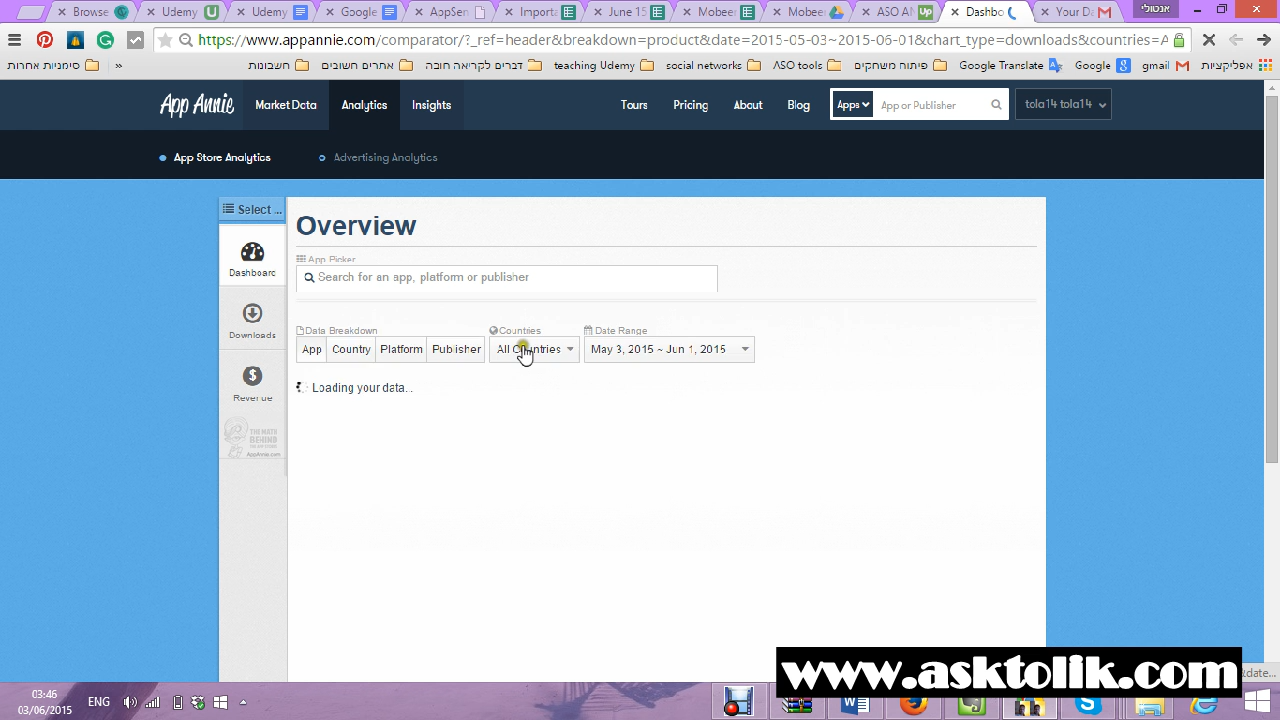 Browse Udemy Udemy Google AppSen Importa June 15 Mobee Mobeel ASO A Dashbo Your Da אנטולי
https://www.appannie.com/comparator/?_ref=header&breakdown=product&date=2015-05-03~2015-06-01&chart_type=downloads&countries=A
סימניות אחרות » חשבונות אתרים חשובים דברים לקריאה חובה teaching Udemy social networks ASO tools פיתוח משחקים Google Translate Google gmail אפליקציות
App Annie Market Data Analytics Insights Tours Pricing About Blog Apps App or Publisher tola14 tola14
App Store Analytics Advertising Analytics
Select ...
Overview
App Picker
Search for an app, platform or publisher
Dashboard
Data Breakdown Countries Date Range
App Country Platform Publisher All Countries May 3, 2015 ~ Jun 1, 2015
Downloads
Loading your data...
Revenue
THE MATH
BEHIND
AppAnnie.com
www.asktolik.com
&date...
03:46
03/06/2015
ENG